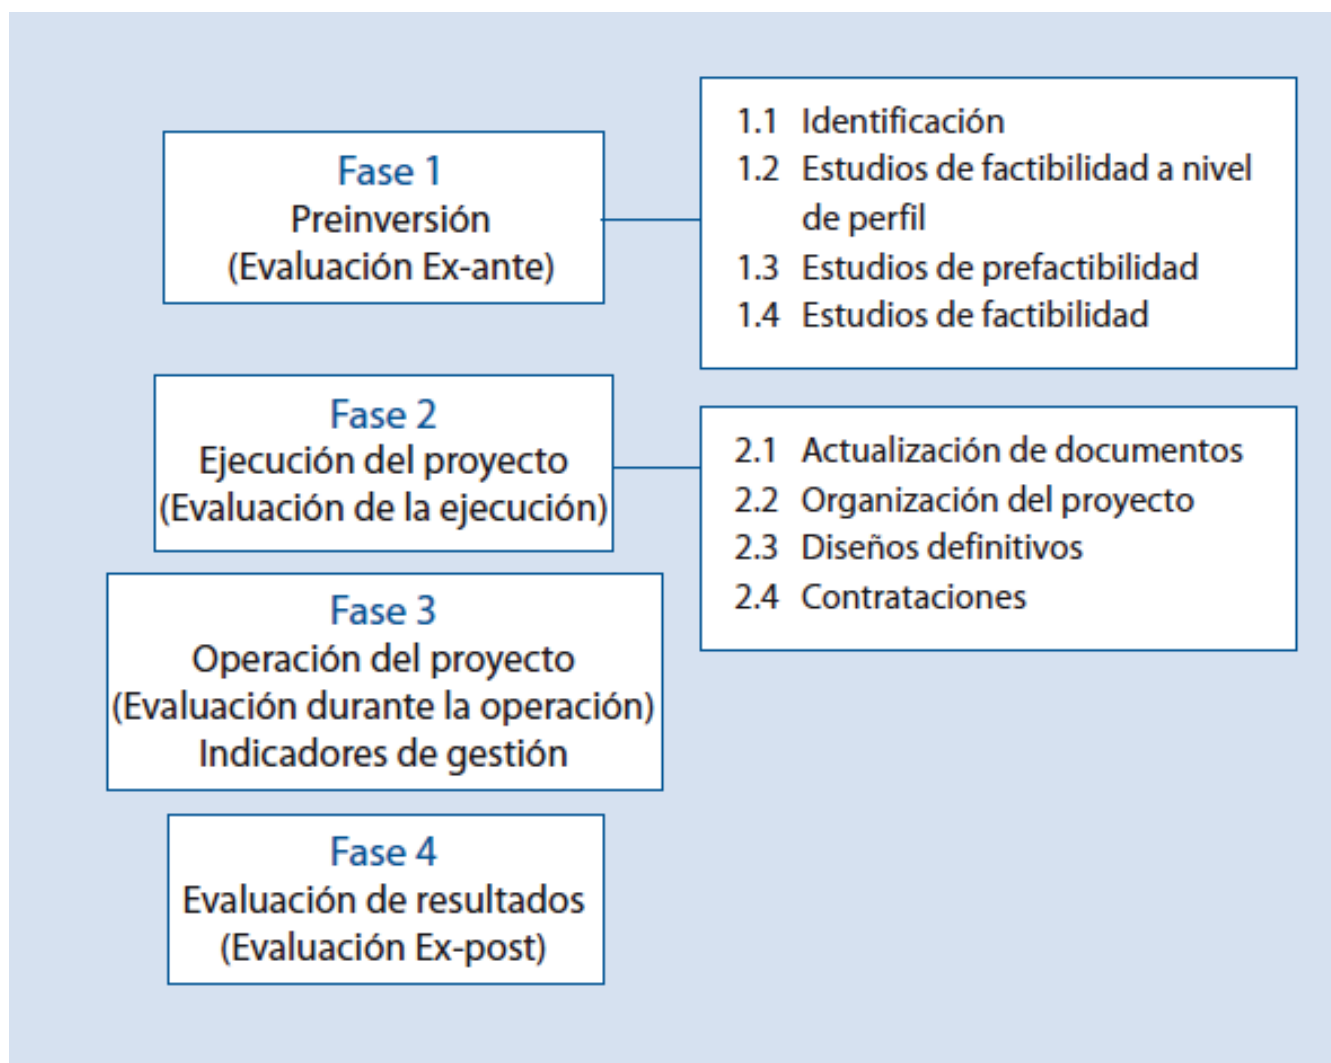 Fase 1
Preinversión
(Evaluación Ex-ante)
1.1 Identificación
1.2 Estudios de factibilidad a nivel
de perfil
1.3 Estudios de prefactibilidad
1.4 Estudios de factibilidad
Fase 2
Ejecución del proyecto
(Evaluación de la ejecución)
2.1 Actualización de documentos
2.2 Organización del proyecto
2.3 Diseños definitivos
2.4 Contrataciones
Fase 3
Operación del proyecto
(Evaluación durante la operación)
Indicadores de gestión
Fase 4
Evaluación de resultados
(Evaluación Ex-post)